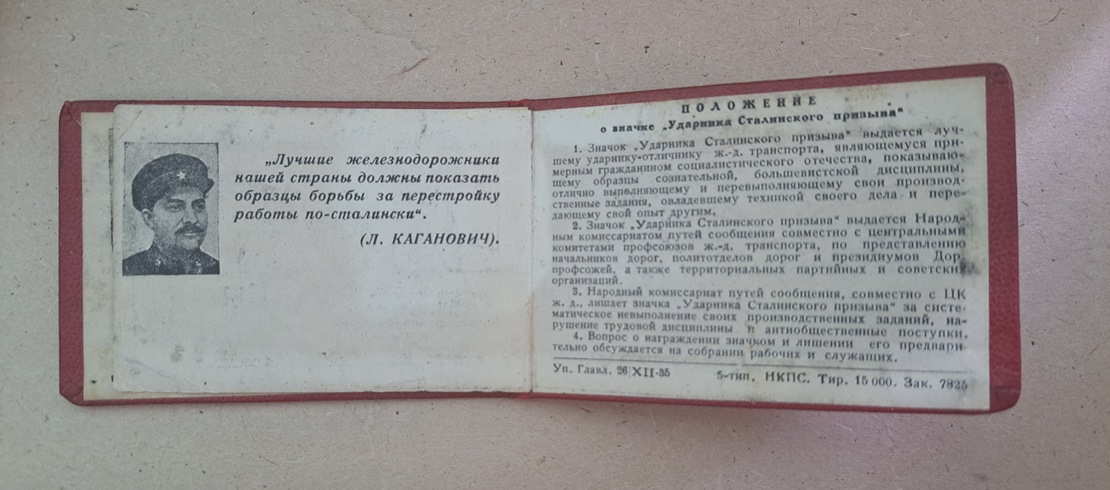 „Лучшие железнодорожники
нашей страны должны показать
образцы борьбы за перестройку
работы по-сталински“.
(Л. КАГАНОВИЧ).
ПОЛОЖЕНИЕ
о значке „Ударника Сталинского призыва“
1. Значок „Ударника Сталинского призыва“ выдается луч-
шему ударнику-отличнику ж.-д. транспорта, являющемуся при-
мерным гражданином социалистического отечества, показываю-
щему образцы сознательной, большевистской дисциплины,
отлично выполняющему и перевыполняющему свои производ-
ственные задания, овладевшему техникой своего дела и пере-
дающему свой опыт другим.
2. Значок „Ударника Сталинского призыва“ выдается Народ-
ным комиссариатом путей сообщения совместно с центральными
комитетами профсоюзов ж.-д. транспорта, по представлению
начальников дорог, политотделов дорог и президиумов Дор-
профсожей, а также территориальных партийных и советских
организаций.
3. Народный комиссариат путей сообщения, совместно с ЦК
ж. д., лишает значка „Ударника Сталинского призыва“ за систе-
матическое невыполнение своих производственных заданий, на-
рушение трудовой дисциплины и антиобщественные поступки.
4. Вопрос о награждении значком и лишении его предвари-
тельно обсуждается на собрании рабочих и служащих.
Уп. Главл. 26/XII-35 5-тип. НКПС. Тир. 15 000. Зак. 7825